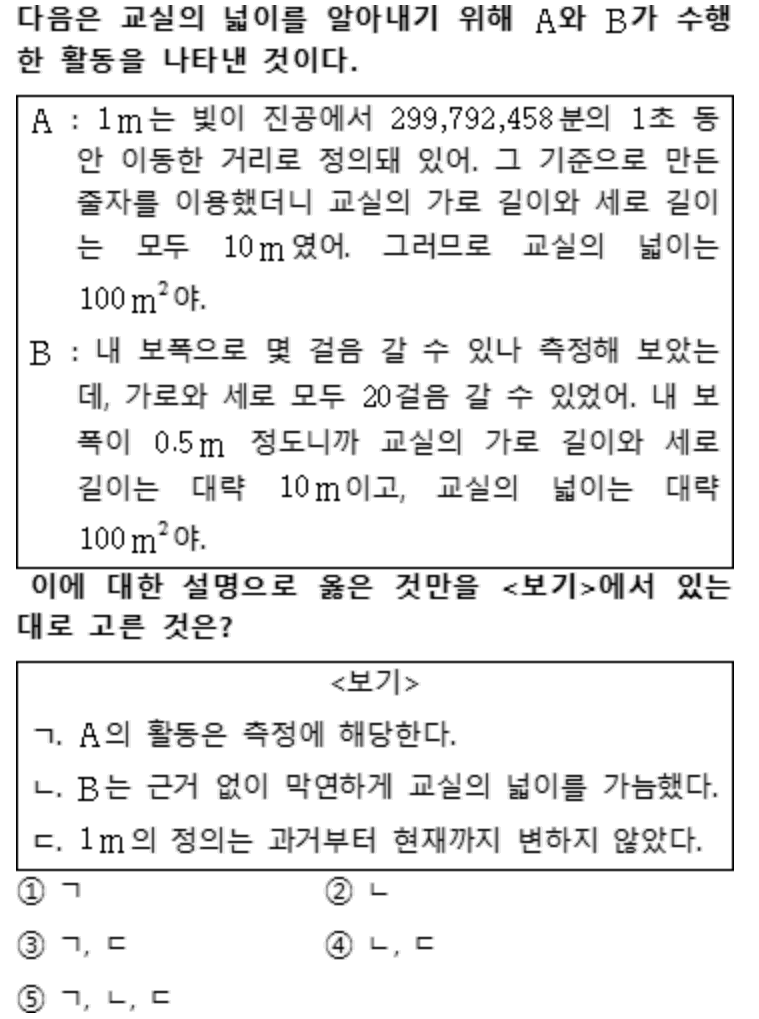 다음은 교실의 넓이를 알아내기 위해 A와 B가 수행
한 활동을 나타낸 것이다.
A : 1m는 빛이 진공에서 299,792,458분의 1초 동
안 이동한 거리로 정의돼 있어. 그 기준으로 만든
줄자를 이용했더니 교실의 가로 길이와 세로 길이
는 모두 10m였어. 그러므로 교실의 넓이는
100m²야.
B : 내 보폭으로 몇 걸음 갈 수 있나 측정해 보았는
데, 가로와 세로 모두 20걸음 갈 수 있었어. 내 보
폭이 0.5m 정도니까 교실의 가로 길이와 세로
길이는 대략 10m이고, 교실의 넓이는 대략
100m²야.
이에 대한 설명으로 옳은 것만을 <보기>에서 있는
대로 고른 것은?
<보기>
ㄱ. A의 활동은 측정에 해당한다.
ㄴ. B는 근거 없이 막연하게 교실의 넓이를 가늠했다.
ㄷ. 1m의 정의는 과거부터 현재까지 변하지 않았다.
① ㄱ ② ㄴ
③ ㄱ, ㄷ ④ ㄴ, ㄷ
⑤ ㄱ, ㄴ, ㄷ